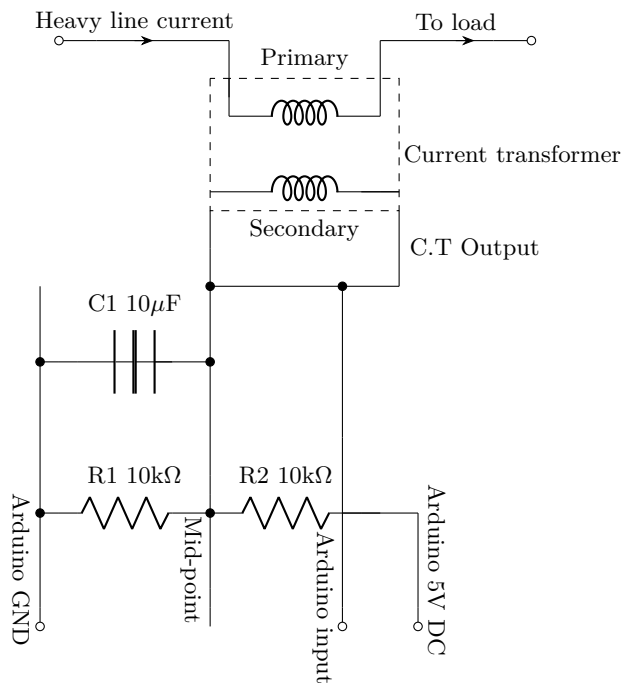 Heavy line current
To load
Primary
Current transformer
Secondary
C.T Output
C1 10μF
R1 10kΩ
R2 10kΩ
Arduino GND
Mid-point
Arduino input
Arduino 5V DC